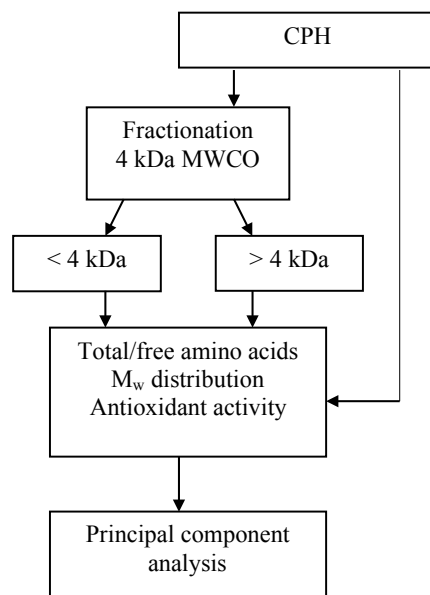 CPH
Fractionation
4 kDa MWCO
< 4 kDa
> 4 kDa
Total/free amino acids
Mw distribution
Antioxidant activity
Principal component
analysis